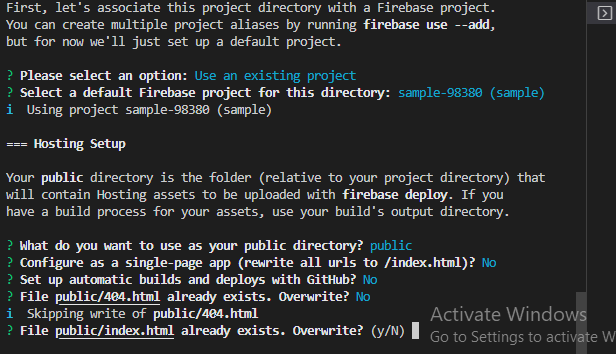 First, let's associate this project directory with a Firebase project.
You can create multiple project aliases by running firebase use --add,
but for now we'll just set up a default project.
? Please select an option: Use an existing project
? Select a default Firebase project for this directory: sample-98380 (sample)
i  Using project sample-98380 (sample)
=== Hosting Setup
Your public directory is the folder (relative to your project directory) that
will contain Hosting assets to be uploaded with firebase deploy. If you
have a build process for your assets, use your build's output directory.
? What do you want to use as your public directory? public
? Configure as a single-page app (rewrite all urls to /index.html)? No
? Set up automatic builds and deploys with GitHub? No
? File public/404.html already exists. Overwrite? No
i  Skipping write of public/404.html
? File public/index.html already exists. Overwrite? (y/N)
Activate Windows
Go to Settings to activate W